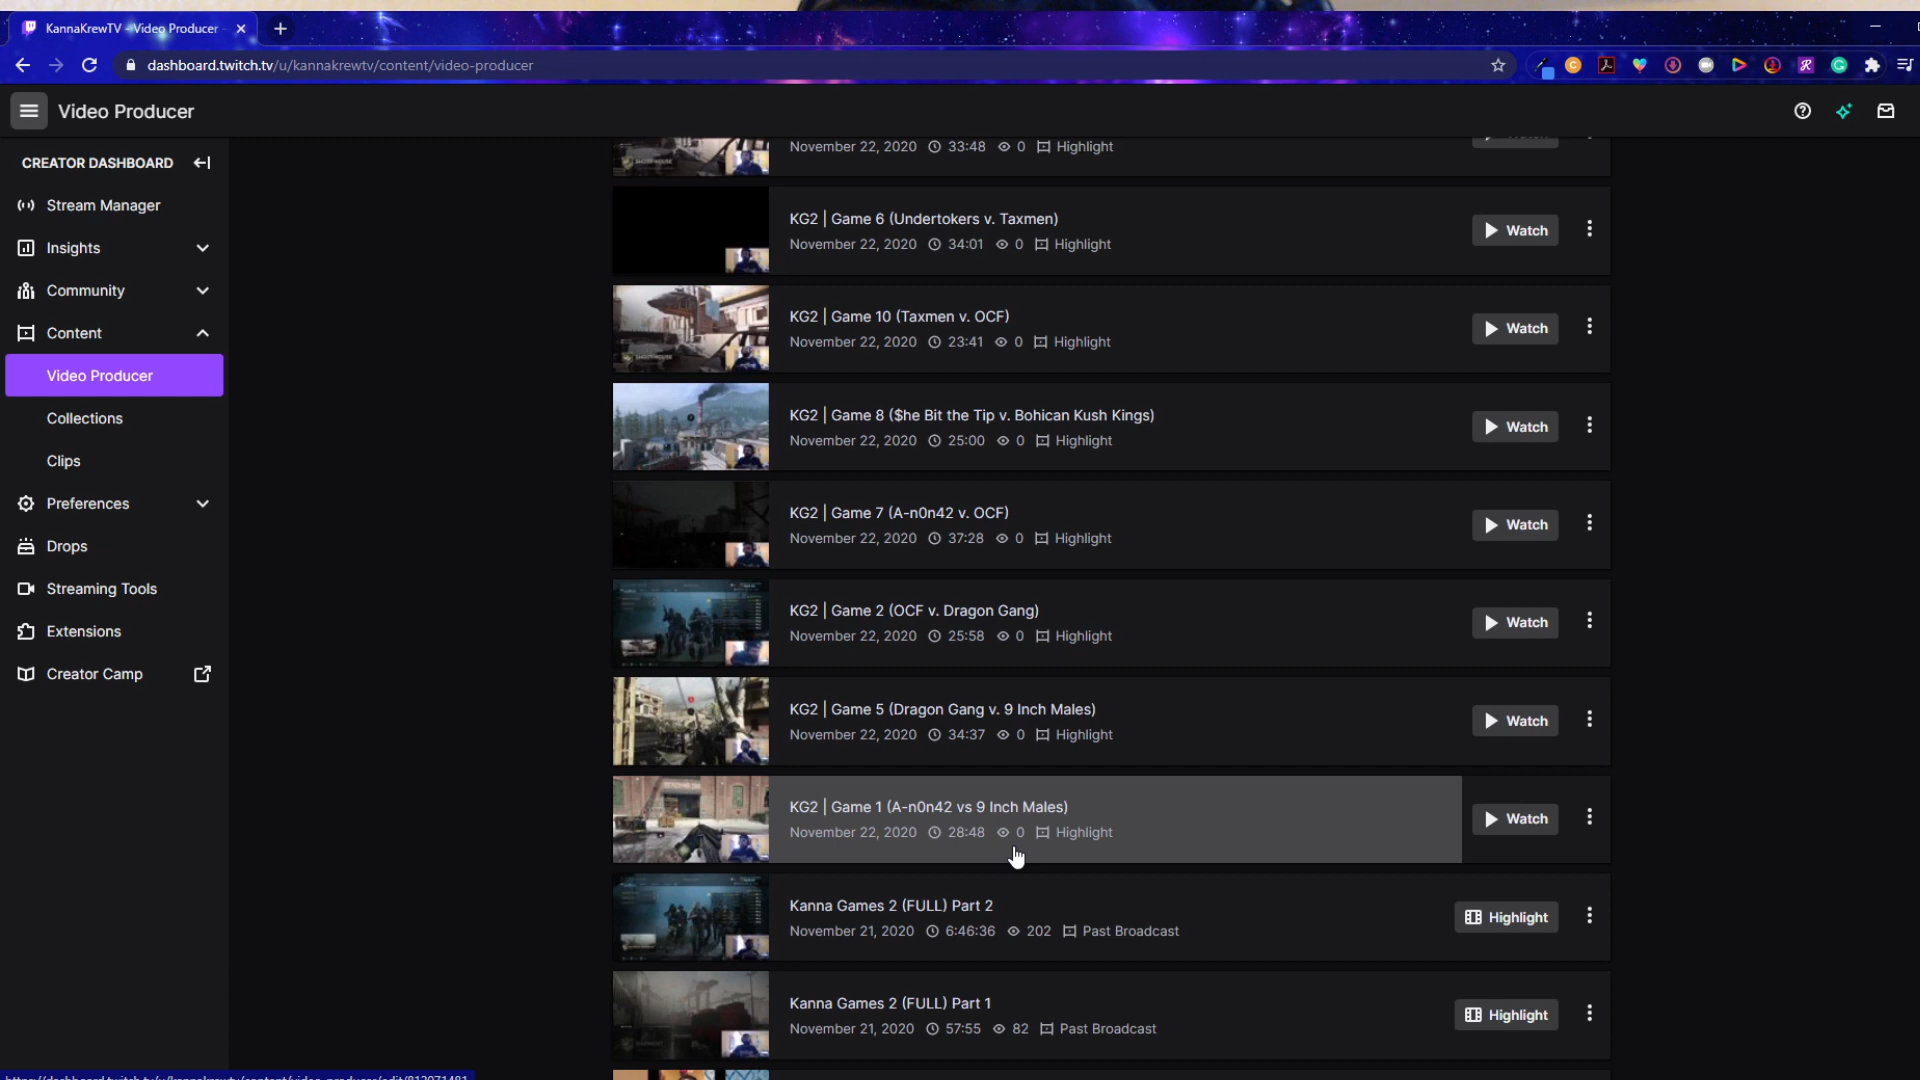 KannaKrewTV - Video Producer
dashboard.twitch.tv/u/kannakrewtv/content/video-producer
Video Producer
CREATOR DASHBOARD
Stream Manager
Insights
Community
Content
Video Producer
Collections
Clips
Preferences
Drops
Streaming Tools
Extensions
Creator Camp
November 22, 2020 33:48 0 Highlight
KG2 | Game 6 (Undertokers v. Taxmen)
November 22, 2020 34:01 0 Highlight
Watch
KG2 | Game 10 (Taxmen v. OCF)
November 22, 2020 23:41 0 Highlight
Watch
KG2 | Game 8 ($he Bit the Tip v. Bohican Kush Kings)
November 22, 2020 25:00 0 Highlight
Watch
KG2 | Game 7 (A-n0n42 v. OCF)
November 22, 2020 37:28 0 Highlight
Watch
KG2 | Game 2 (OCF v. Dragon Gang)
November 22, 2020 25:58 0 Highlight
Watch
KG2 | Game 5 (Dragon Gang v. 9 Inch Males)
November 22, 2020 34:37 0 Highlight
Watch
KG2 | Game 1 (A-n0n42 vs 9 Inch Males)
November 22, 2020 28:48 0 Highlight
Watch
Kanna Games 2 (FULL) Part 2
November 21, 2020 6:46:36 202 Past Broadcast
Highlight
Kanna Games 2 (FULL) Part 1
November 21, 2020 57:55 82 Past Broadcast
Highlight